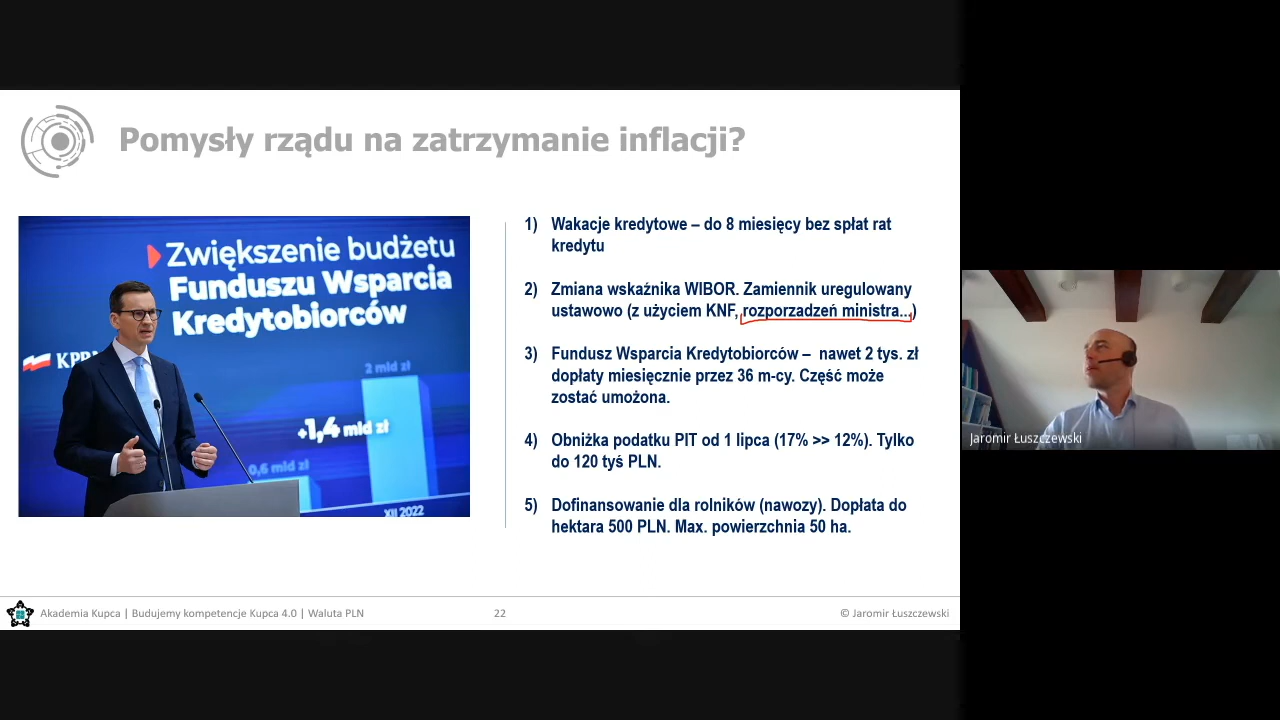 Pomysły rządu na zatrzymanie inflacji?
Zwiększenie budżetu
Funduszu Wsparcia
Kredytobiorców
2 mld zł
+1,4 mld zł
0,6 mld zł
XII 2022
1) Wakacje kredytowe – do 8 miesięcy bez spłat rat
kredytu
2) Zmiana wskaźnika WIBOR. Zamiennik uregulowany
ustawowo (z użyciem KNF, rozporządzeń ministra...)
3) Fundusz Wsparcia Kredytobiorców – nawet 2 tys. zł
dopłaty miesięcznie przez 36 m-cy. Część może
zostać umożona.
4) Obniżka podatku PIT od 1 lipca (17% >> 12%). Tylko
do 120 tyś PLN.
5) Dofinansowanie dla rolników (nawozy). Dopłata do
hektara 500 PLN. Max. powierzchnia 50 ha.
Jaromir Łuszczewski
Akademia Kupca | Budujemy kompetencje Kupca 4.0 | Waluta PLN
22
© Jaromir Łuszczewski